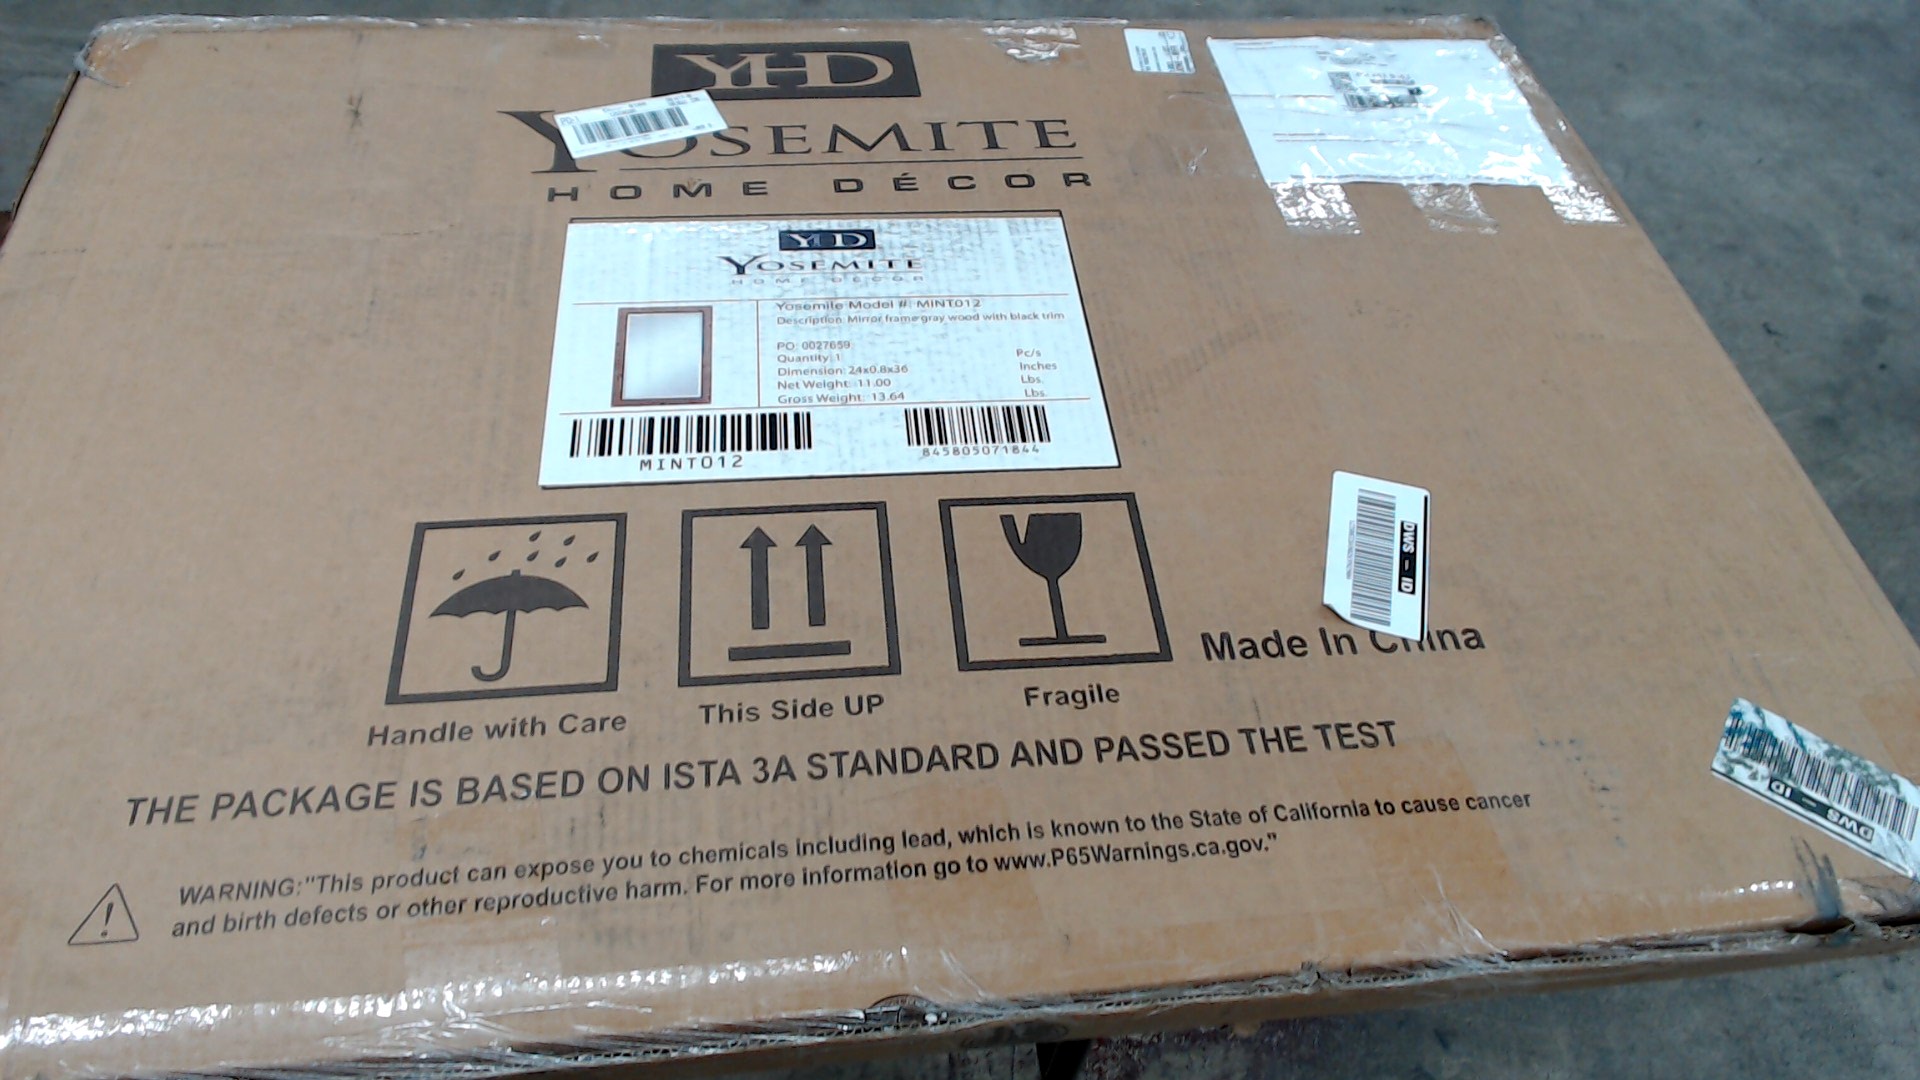 YHD
YOSEMITE
HOME DÉCOR
YHD
YOSEMITE
HOME DECOR
Yosemite Model #: MINT012
Description: Mirror frame gray wood with black trim
PO: 0027659
Quantity: 1 Pc/s
Dimension: 24x0.8x36 Inches
Net Weight: 11.00 Lbs.
Gross Weight: 13.64 Lbs.
MINT012
845805071844
DWS - ID
Made In China
Handle with Care
This Side UP
Fragile
THE PACKAGE IS BASED ON ISTA 3A STANDARD AND PASSED THE TEST
DWS - ID
WARNING:"This product can expose you to chemicals including lead, which is known to the State of California to cause cancer
and birth defects or other reproductive harm. For more information go to www.P65Warnings.ca.gov."